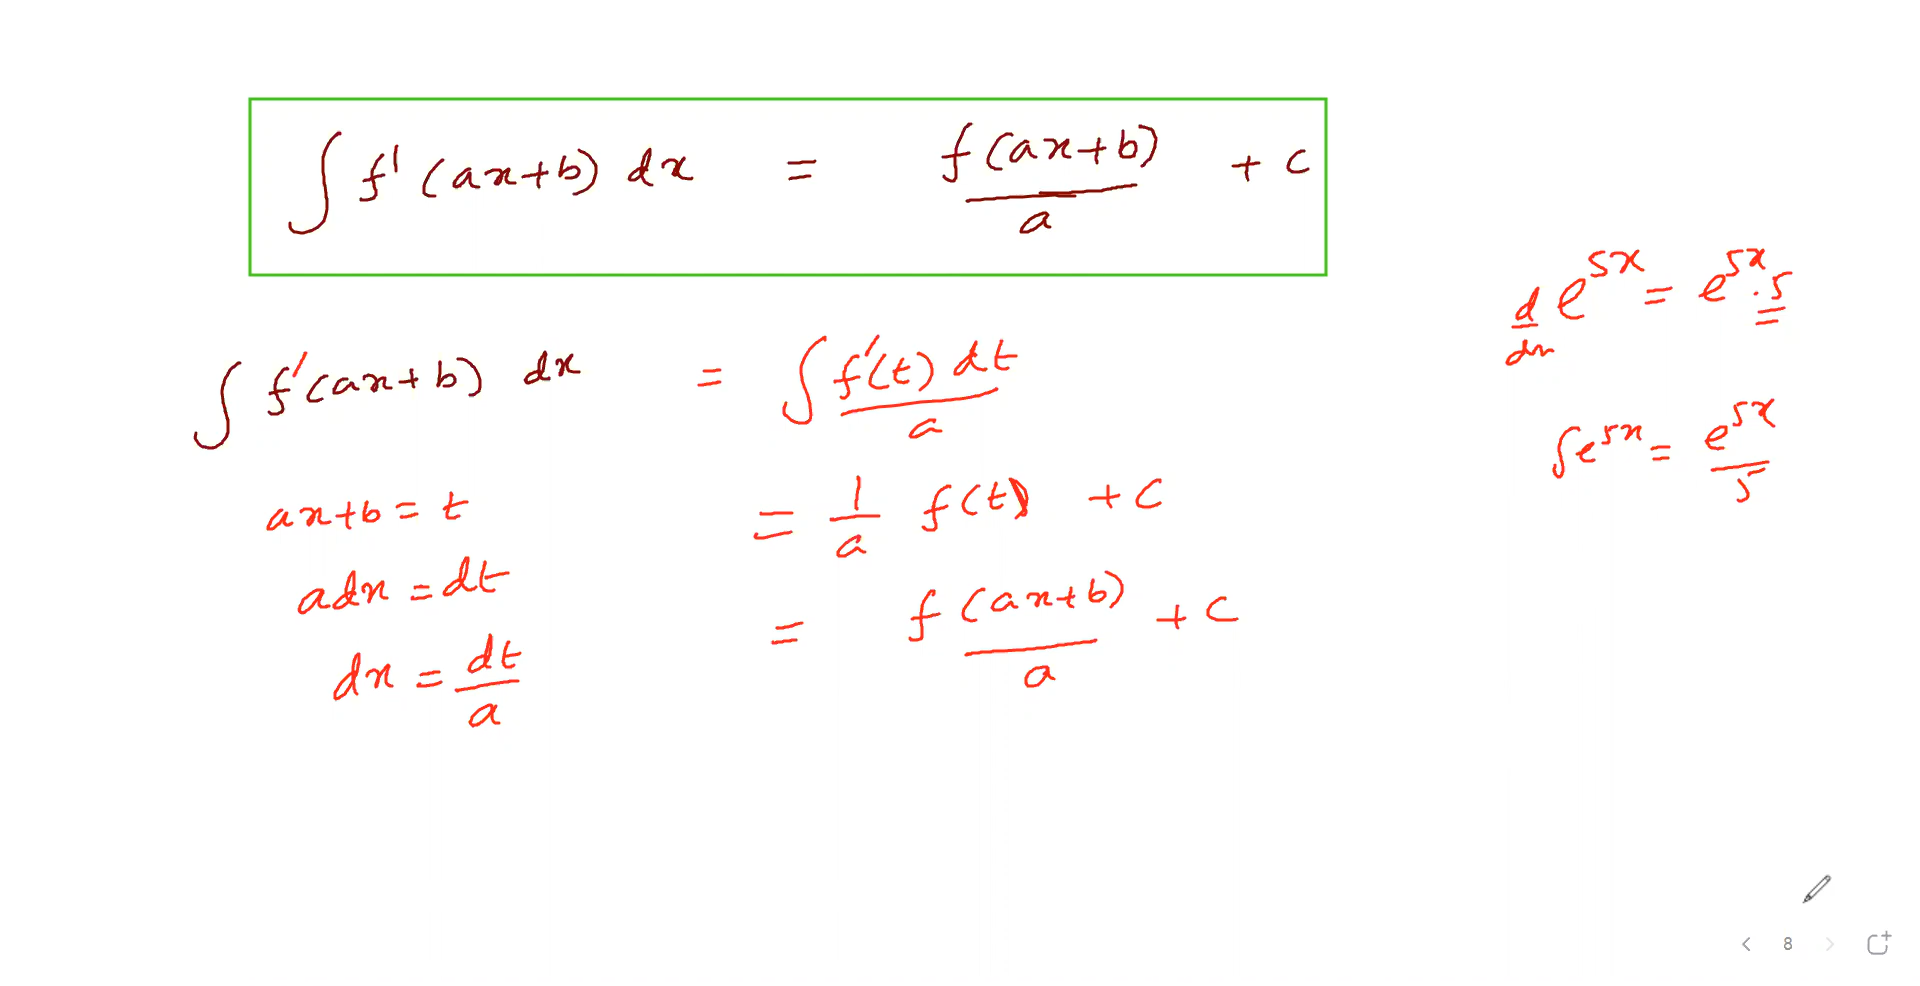 ∫ f'(ax+b) dx = f(ax+b)/a + c
d/dx e^5x = e^5x . 5
∫ f'(ax+b) dx = ∫ f'(t) dt/a
∫e^5x = e^5x/5
ax+b = t
= 1/a f(t) + c
adx = dt
= f(ax+b)/a + c
dx = dt/a
8